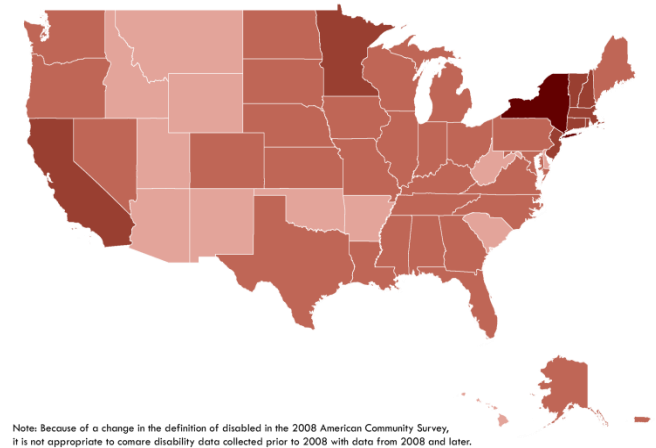 Note: Because of a change in the definition of disabled in the 2008 American Community Survey,
it is not appropriate to comare disability data collected prior to 2008 with data from 2008 and later.